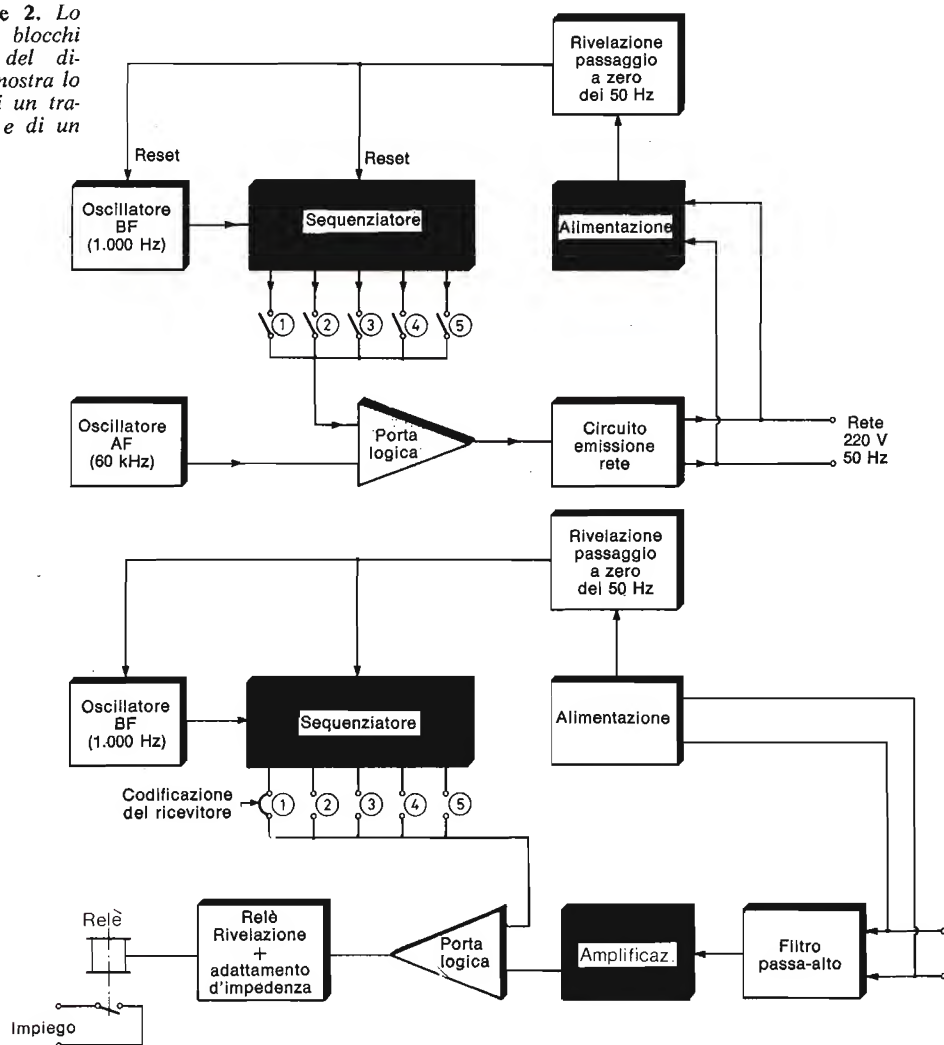 e 2. Lo
blocchi
del di-
nostra lo
i un tra-
e di un
Rivelazione
passaggio
a zero
dei 50 Hz
Reset
Reset
Oscillatore
BF
(1.000 Hz)
Sequenziatore
Alimentazione
1 2 3 4 5
Oscillatore
AF
(60 kHz)
Porta
logica
Circuito
emissione
rete
Rete
220 V
50 Hz
Rivelazione
passaggio
a zero
dei 50 Hz
Oscillatore
BF
(1.000 Hz)
Sequenziatore
Alimentazione
Codificazione
del ricevitore
1 2 3 4 5
Relè
Relè
Rivelazione
+
adattamento
d'impedenza
Porta
logica
Amplificaz.
Filtro
passa-alto
Impiego